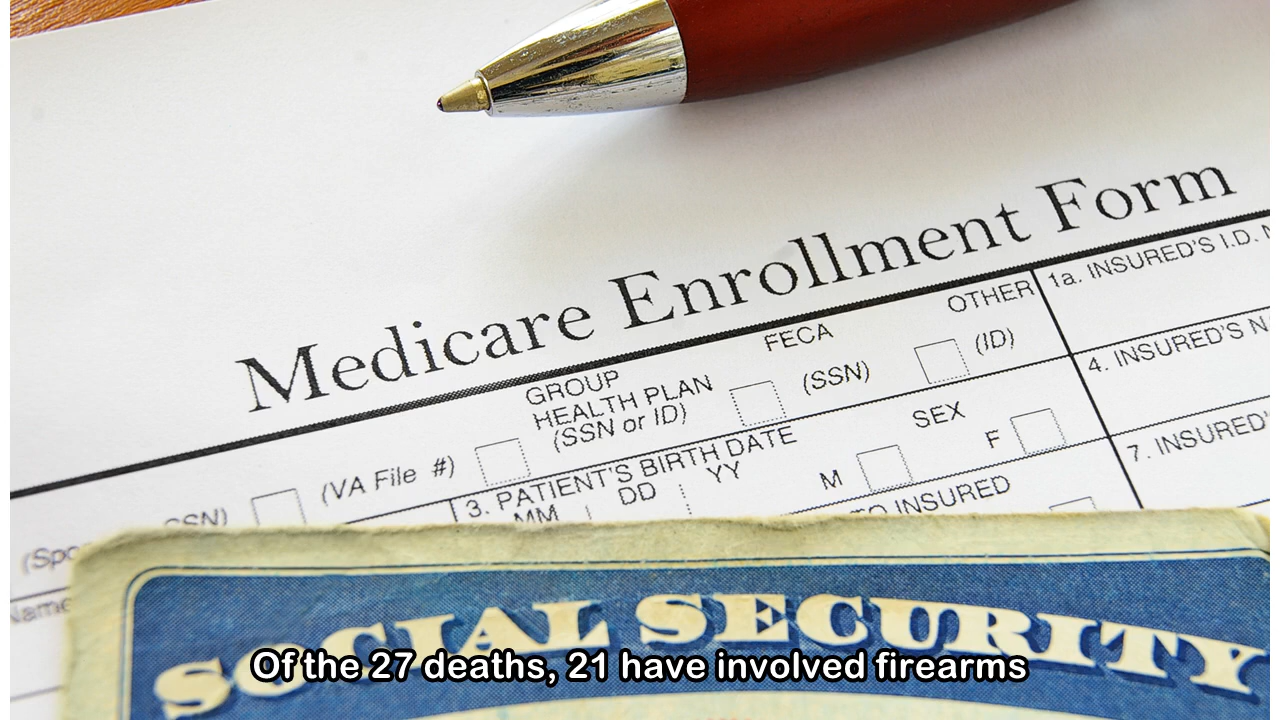 Medicare Enrollment Form
OTHER
1a. INSURED'S I.D.
FECA
GROUP
HEALTH PLAN
(SSN or ID)
(SSN)
(ID)
4. INSURED'S
(VA File #)
SEX
3. PATIENT'S BIRTH DATE
MM DD YY
M
F
7. INSURED'
TO INSURED
SOCIAL SECURITY
Of the 27 deaths, 21 have involved firearms